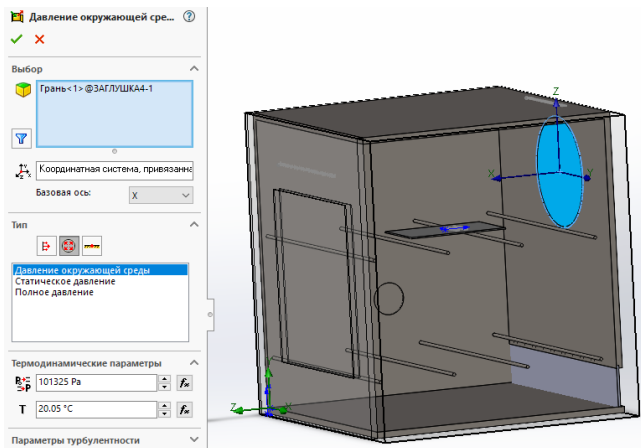 Давление окружающей сре...
Выбор
Грань<1>@ЗАГЛУШКА4-1
Координатная система, привязанна
Базовая ось:
X
Тип
Давление окружающей среды
Статическое давление
Полное давление
Термодинамические параметры
101325 Pa
T
20.05 °C
Параметры турбулентности
Z
X
Y
Z